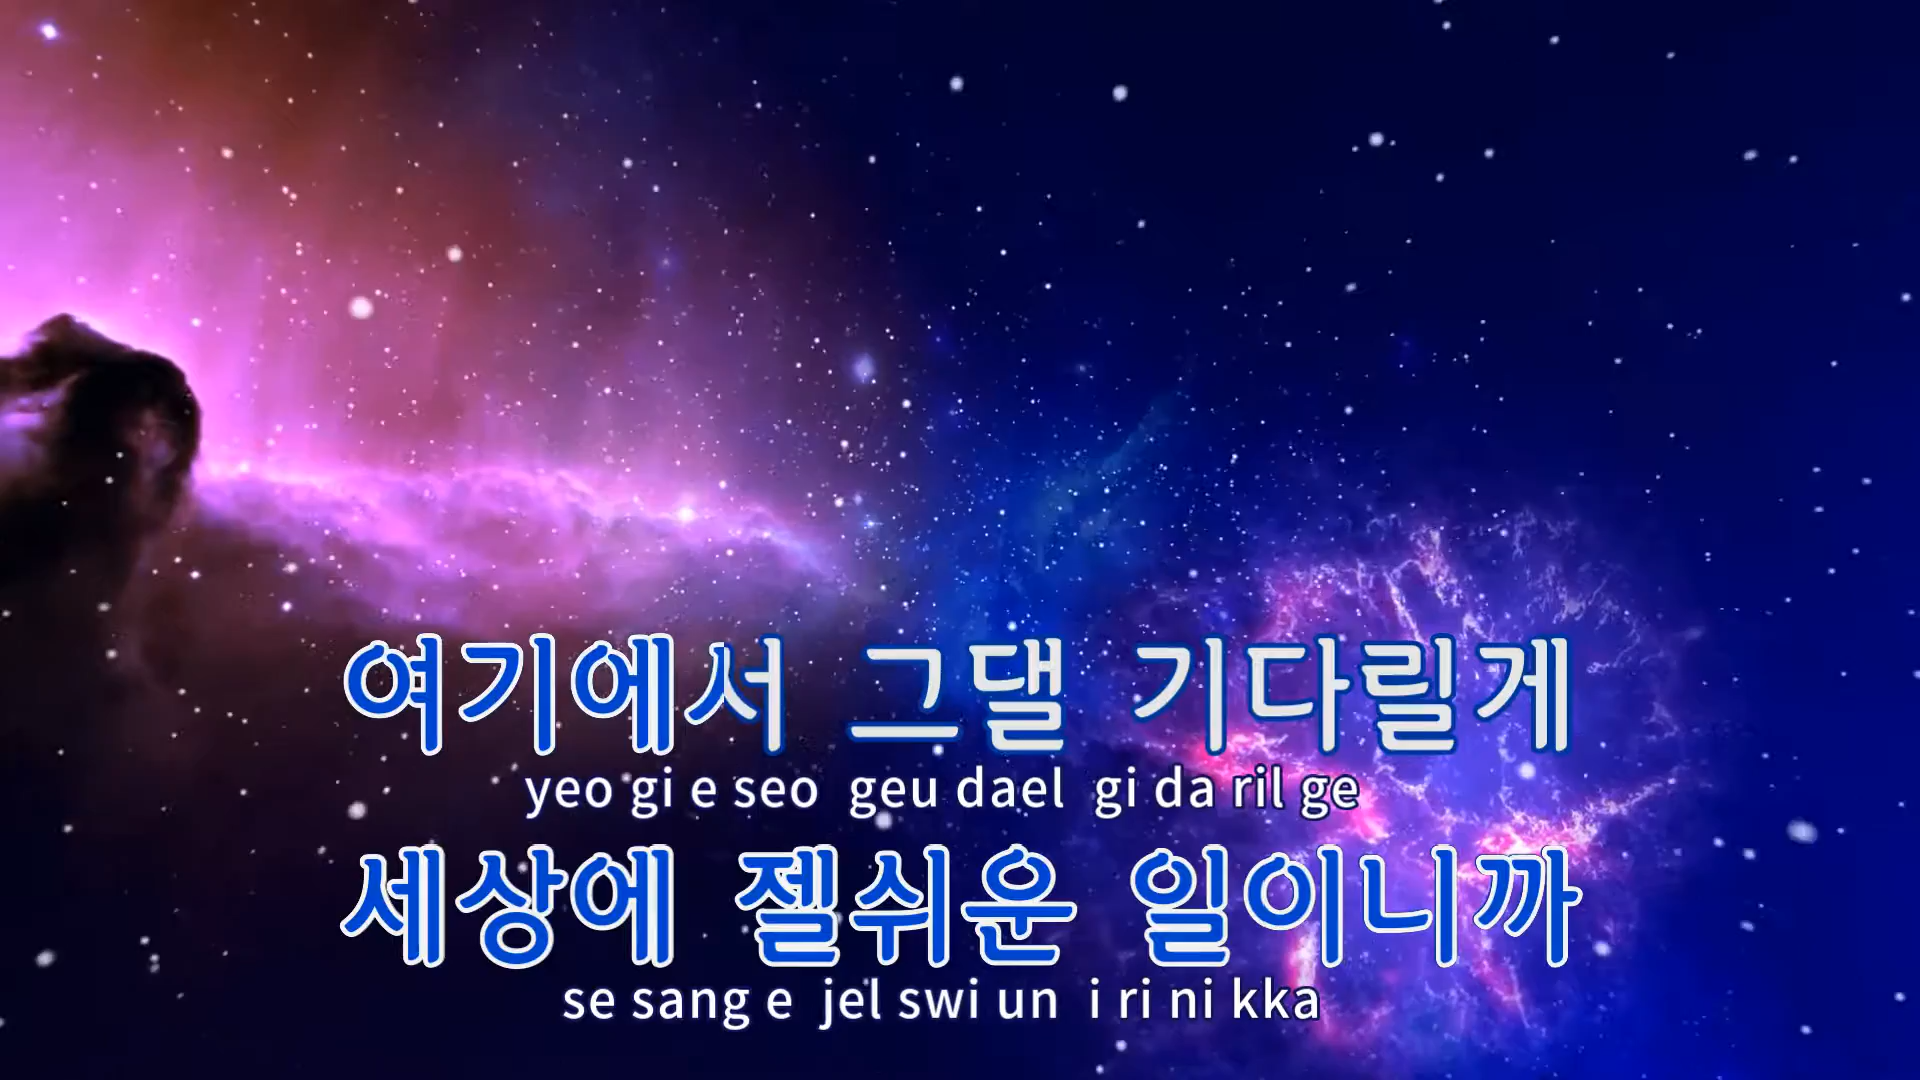 여기에서 그댈 기다릴게
yeo gi e seo geu dael gi da ril ge
세상에 젤쉬운 일이니까
se sang e jel swi un i ri ni kka